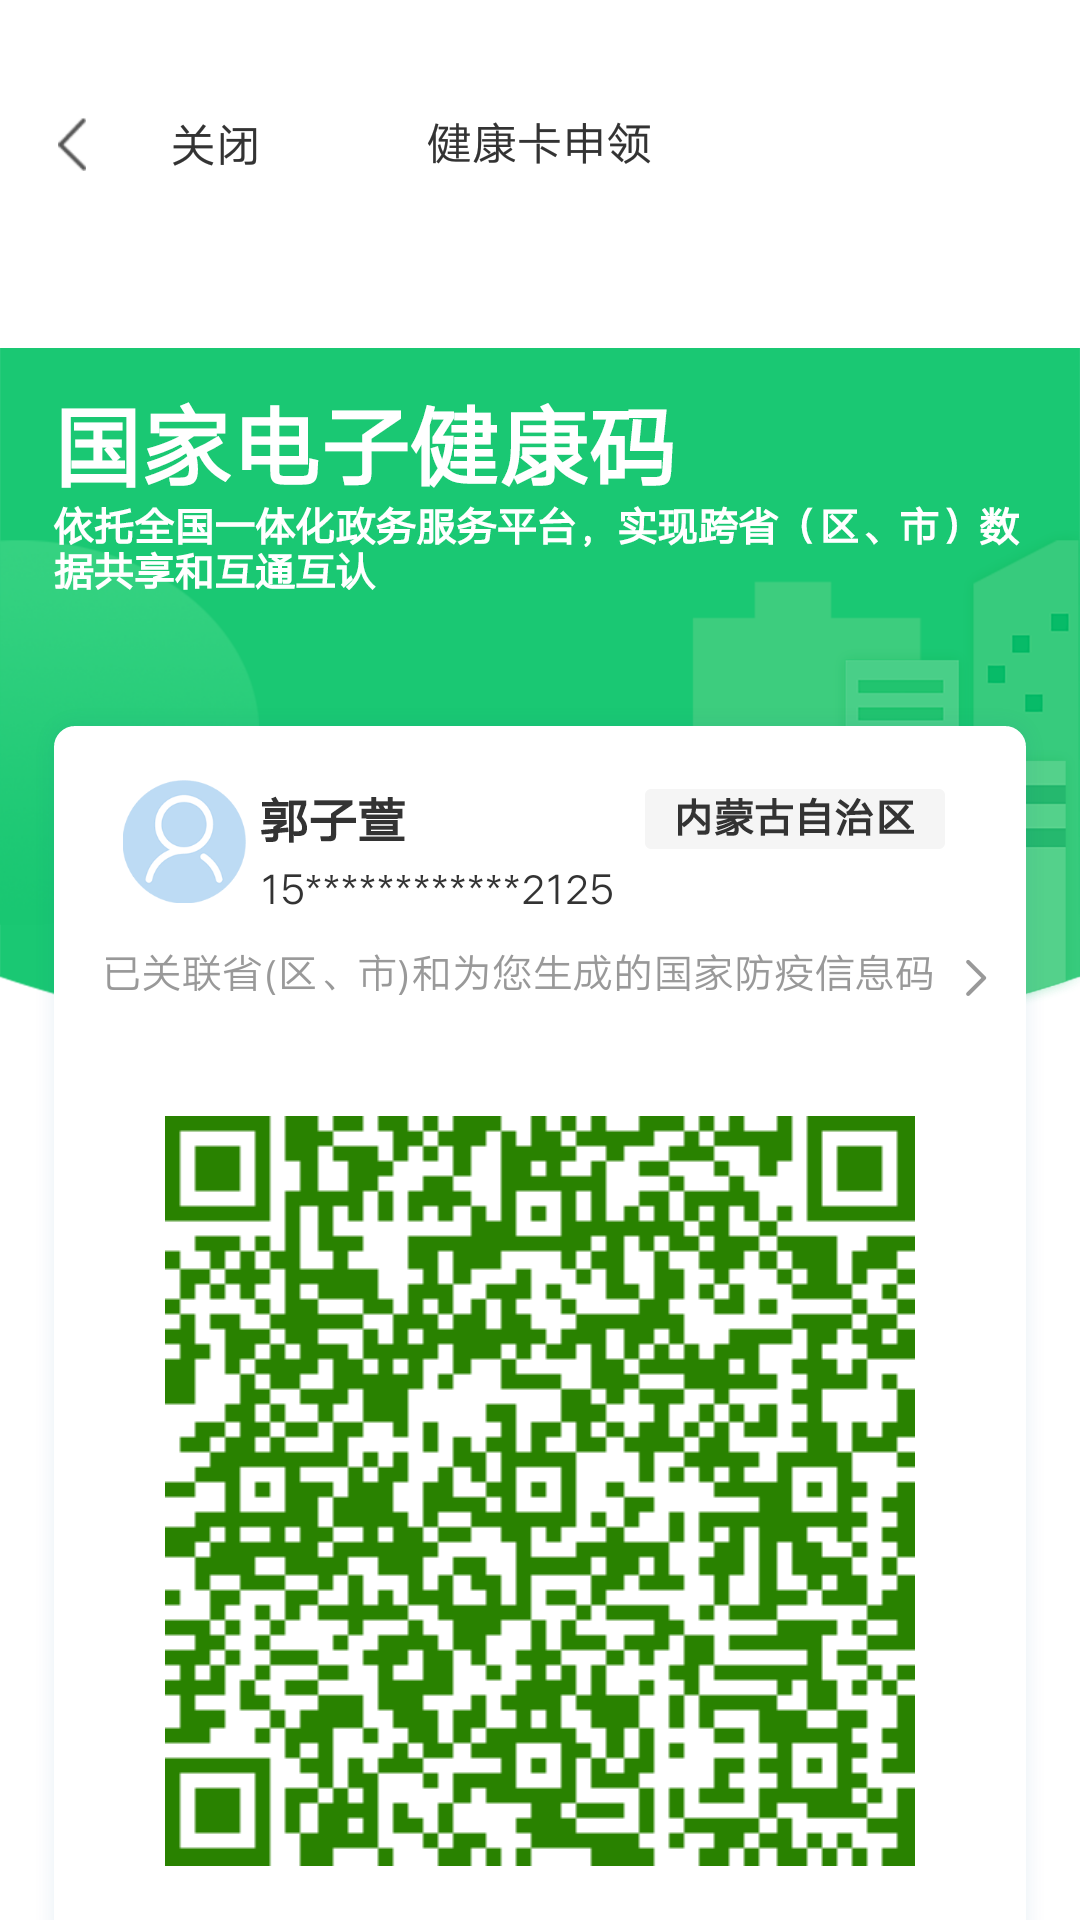 关闭
健康卡申领
国家电子健康码
依托全国一体化政务服务平台，实现跨省（区、市）数
据共享和互通互认
郭子萱
内蒙古自治区
15************2125
已关联省(区、市)和为您生成的国家防疫信息码